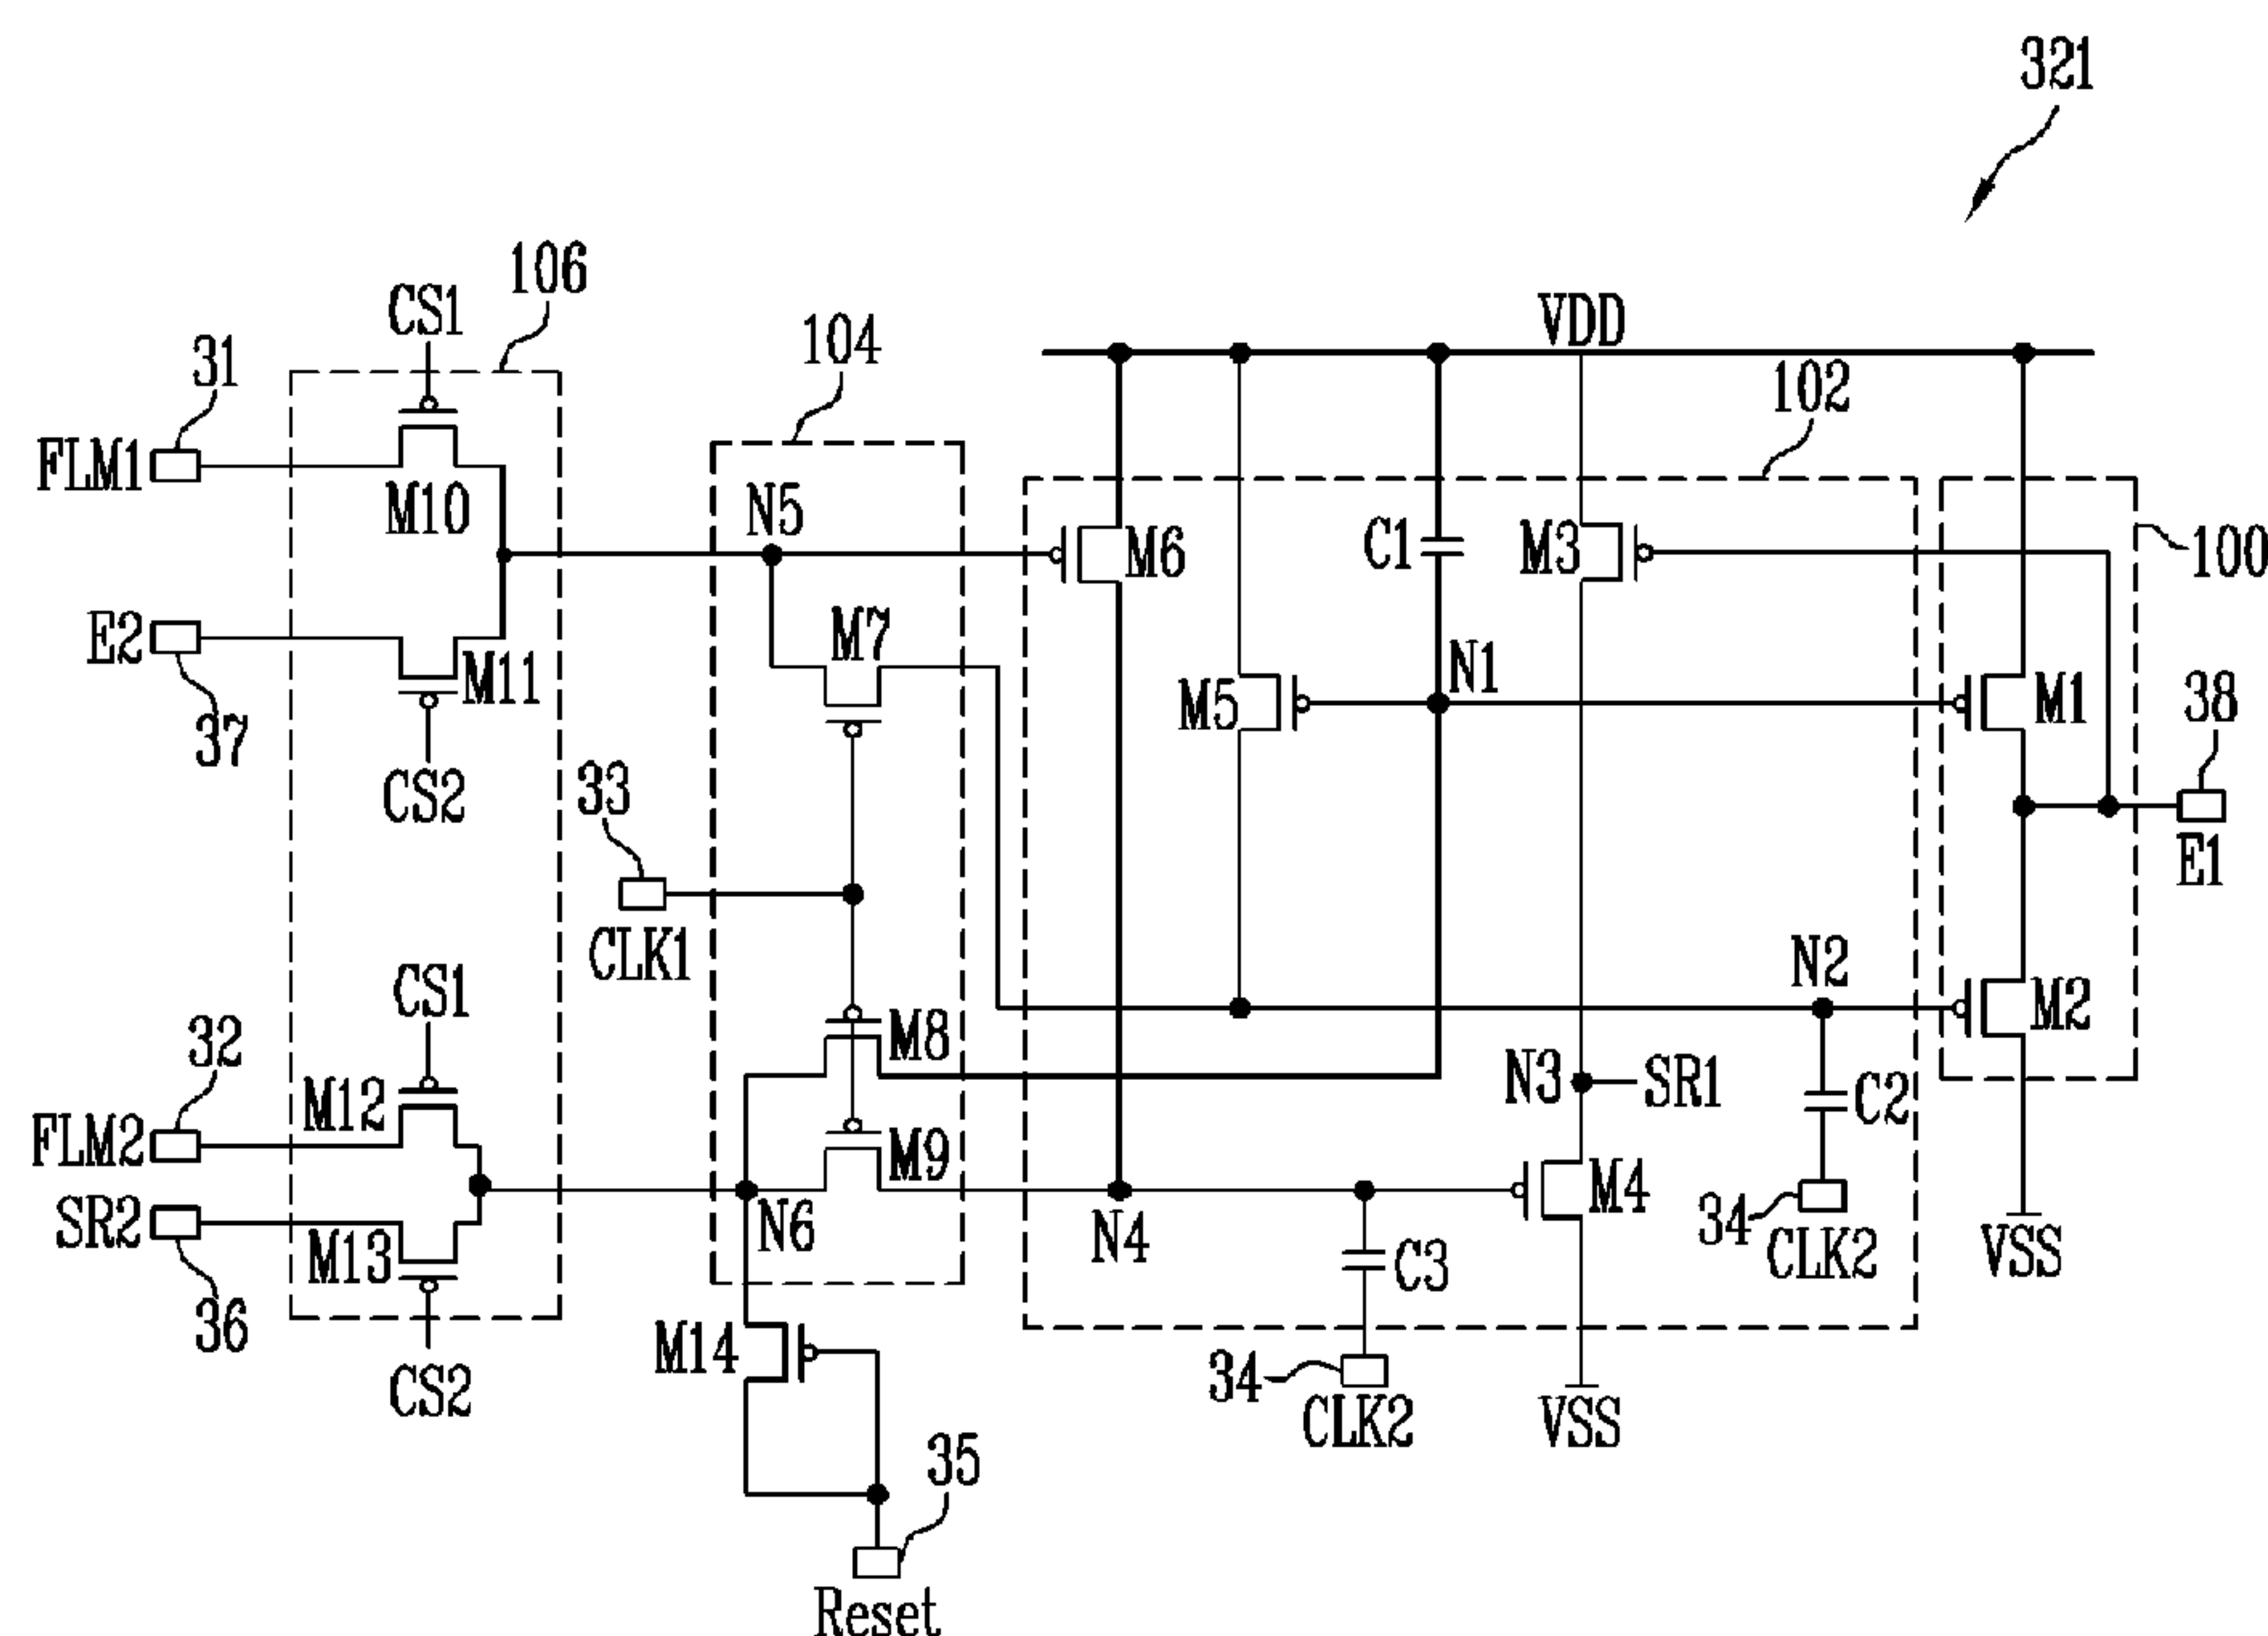 321
106
CS1
104
VDD
31
102
FLM1
M10
N5
M6
C1
M3
100
E2
M11
M7
N1
M5
M1
38
37
CS2
33
E1
CLK1
N2
CS1
M8
M2
32
M12
N3
SR1
C2
FLM2
M9
M4
SR2
M13
N6
N4
C3
34
CLK2
VSS
36
M14
34
CS2
CLK2
VSS
35
Reset